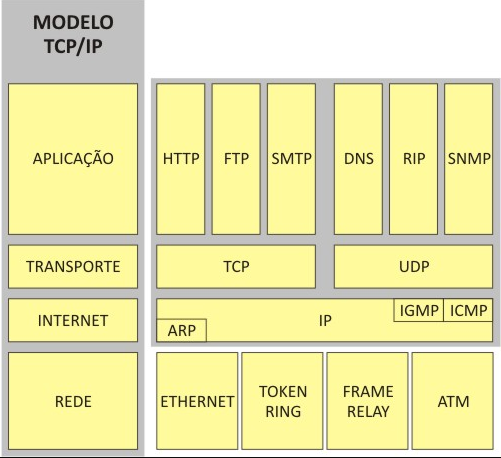 MODELO
TCP/IP
APLICAÇÃO
HTTP
FTP
SMTP
DNS
RIP
SNMP
TRANSPORTE
TCP
UDP
INTERNET
ARP
IP
IGMP
ICMP
REDE
ETHERNET
TOKEN
RING
FRAME
RELAY
ATM